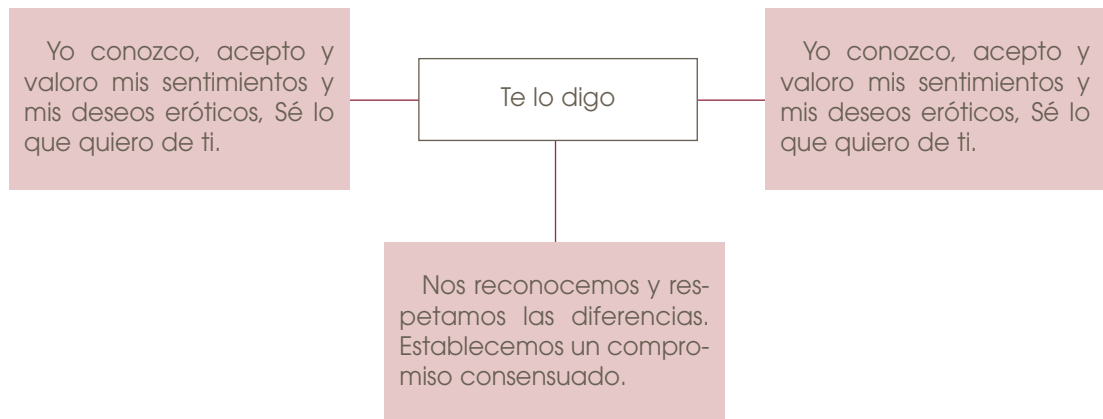 Yo conozco, acepto y
valoro mis sentimientos y
mis deseos eróticos, Sé lo
que quiero de ti.
Te lo digo
Yo conozco, acepto y
valoro mis sentimientos y
mis deseos eróticos, Sé lo
que quiero de ti.
Nos reconocemos y res-
petamos las diferencias.
Establecemos un compro-
miso consensuado.